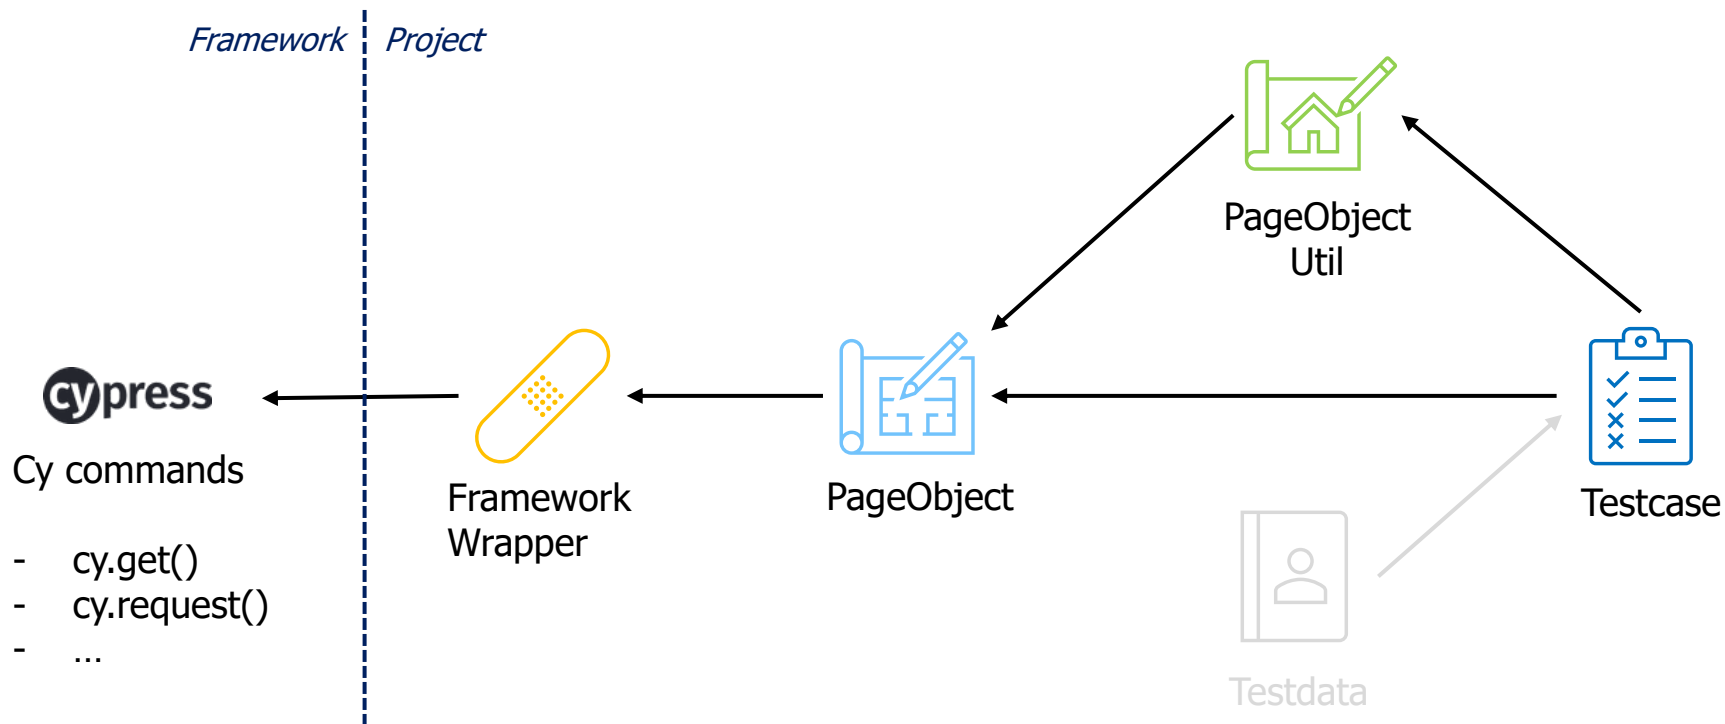 Framework
Project
PageObject
Util
cypress
Cy commands
- cy.get()
- cy.request()
- ...
Framework
Wrapper
PageObject
Testcase
Testdata